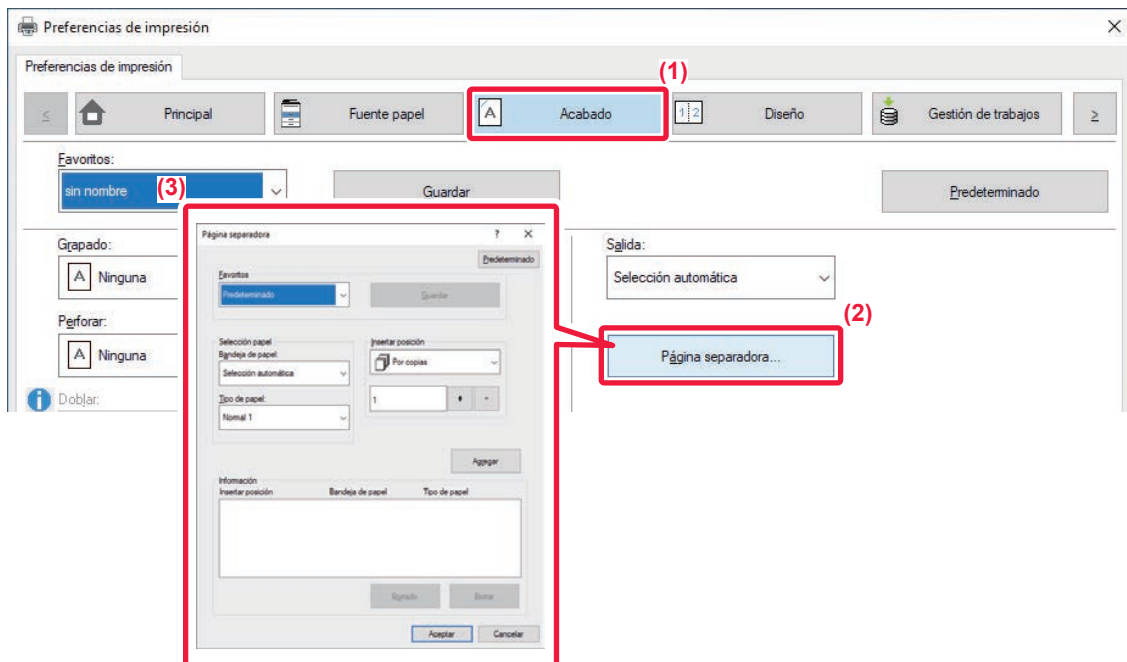 Preferencias de impresión
Preferencias de impresión
(1)
<
Principal
Fuente papel
A Acabado
1 2 Diseño
Gestión de trabajos
>
Favoritos:
sin nombre
(3)
Guardar
Predeterminado
Grapado:
A Ninguna
Perforar:
A Ninguna
Doblar:
Página separadora ? X
Predeterminado
Favoritos
Predeterminado
Guardar
Selección papel
Bandeja de papel:
Selección automática
Tipo de papel:
Normal 1
Insertar posición
Por copias
1 + -
Agregar
Información
Insertar posición Bandeja de papel Tipo de papel
Borrar
Aceptar Cancelar
Salida:
Selección automática
(2)
Página separadora...